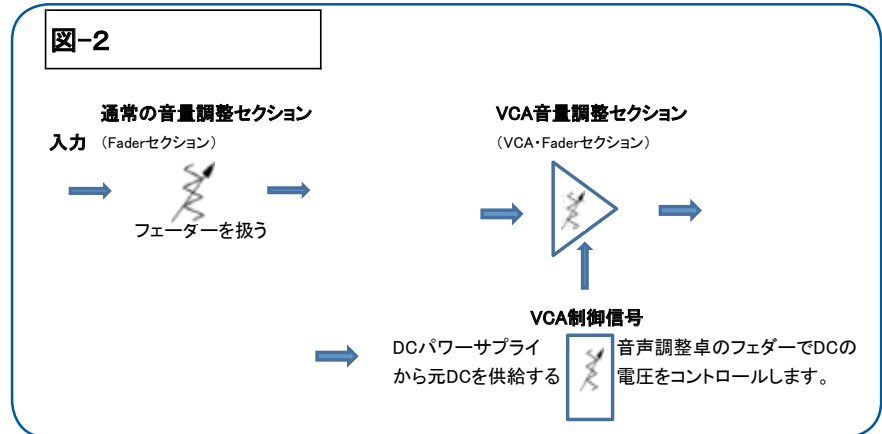 図-2
通常の音量調整セクション
入力 (Faderセクション)
フェーダーを扱う
VCA音量調整セクション
(VCA・Faderセクション)
VCA制御信号
DCパワーサプライ
から元DCを供給する
音声調整卓のフェダーでDCの
電圧をコントロールします。